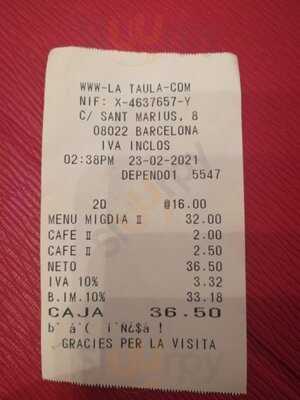 WWW-LA TAULA-COM
NIF: X-4637657-Y
C/ SANT MARIUS, 8
08022 BARCELONA
IVA INCLOS
02:38PM 23-02-2021
DEPENDO1 5547
2Q @16.00
MENU MIGDIA II 32.00
CAFE II 2.00
CAFE II 2.50
NETO 36.50
IVA 10% 3.32
B.IM.10% 33.18
CAJA 36.50
GRACIES PER LA VISITA